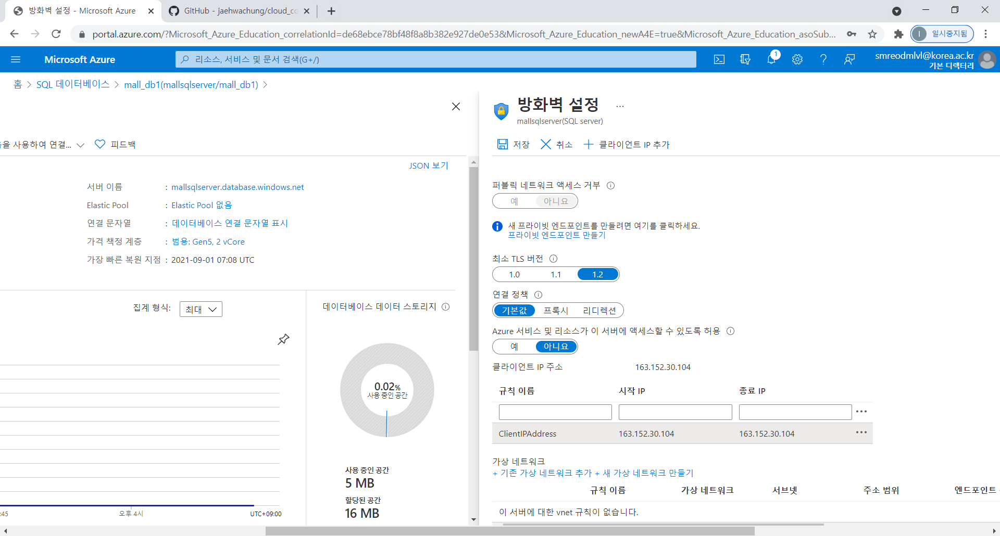 방화벽 설정 - Microsoft Azure
GitHub - jaehwachung/cloud_co
portal.azure.com/?Microsoft_Azure_Education_correlationId=de68ebce78bf48f8a8b382e927de0e53&Microsoft_Azure_Education_newA4E=true&Microsoft_Azure_Education_asoSub...
I
일시중지됨
Microsoft Azure
리소스, 서비스 및 문서 검색(G+/)
1
smreodmlvl@korea.ac.kr
기본 디렉터리
홈 > SQL 데이터베이스 > mall_db1(mallsqlserver/mall_db1) >
을 사용하여 연결...
피드백
JSON 보기
서버 이름 : mallsqlserver.database.windows.net
Elastic Pool : Elastic Pool 없음
연결 문자열 : 데이터베이스 연결 문자열 표시
가격 책정 계층 : 범용: Gen5, 2 vCore
가장 빠른 복원 지점 : 2021-09-01 07:08 UTC
집계 형식: 최대
:45 오후 4시 UTC+09:00
데이터베이스 데이터 스토리지
0.02%
사용 중인 공간
사용 중인 공간
5 MB
할당된 공간
16 MB
방화벽 설정 ...
mallsqlserver(SQL server)
저장 취소 클라이언트 IP 추가
퍼블릭 네트워크 액세스 거부
예 아니요
새 프라이빗 엔드포인트를 만들려면 여기를 클릭하세요.
프라이빗 엔드포인트 만들기
최소 TLS 버전
1.0 1.1 1.2
연결 정책
기본값 프록시 리디렉션
Azure 서비스 및 리소스가 이 서버에 액세스할 수 있도록 허용
예 아니요
클라이언트 IP 주소 163.152.30.104
규칙 이름 시작 IP 종료 IP
ClientIPAddress 163.152.30.104 163.152.30.104
가상 네트워크
+ 기존 가상 네트워크 추가 + 새 가상 네트워크 만들기
규칙 이름 가상 네트워크 서브넷 주소 범위 엔드포인트
이 서버에 대한 vnet 규칙이 없습니다.